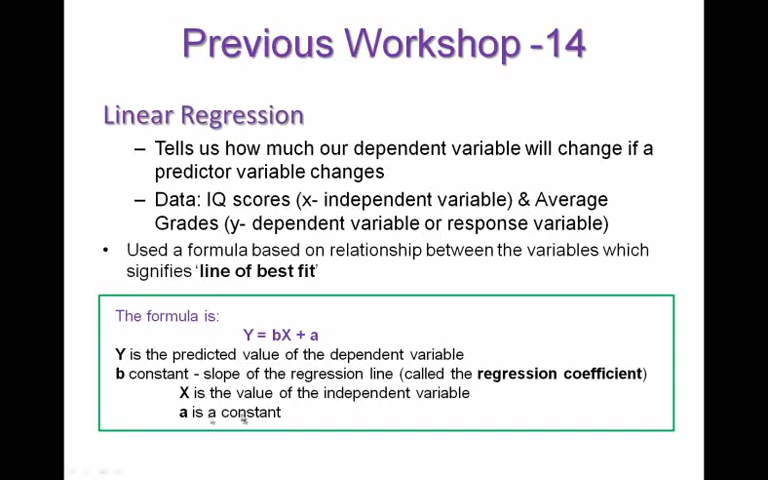 Previous Workshop -14
Linear Regression
– Tells us how much our dependent variable will change if a
predictor variable changes
– Data: IQ scores (x- independent variable) & Average
Grades (y- dependent variable or response variable)
• Used a formula based on relationship between the variables which
signifies 'line of best fit'
The formula is:
Y = bX + a
Y is the predicted value of the dependent variable
b constant - slope of the regression line (called the regression coefficient)
X is the value of the independent variable
a is a constant